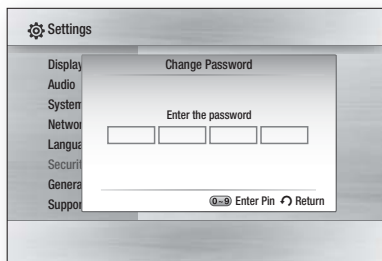 Settings
Display
Audio
System
Networ
Langua
Securit
Genera
Suppor
Change Password
Enter the password
0~9 Enter Pin Return